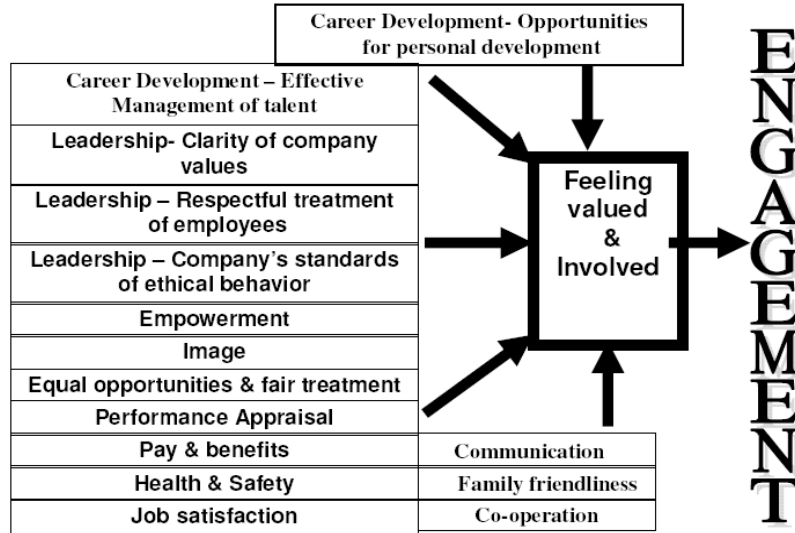 Career Development- Opportunities
for personal development
Career Development – Effective
Management of talent
Leadership- Clarity of company
values
Leadership – Respectful treatment
of employees
Leadership – Company's standards
of ethical behavior
Empowerment
Image
Equal opportunities & fair treatment
Performance Appraisal
Pay & benefits
Health & Safety
Job satisfaction
Communication
Family friendliness
Co-operation
Feeling
valued
&
Involved
ENGAGEMENT